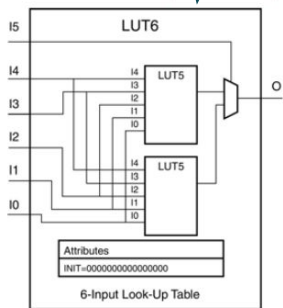 LUT6
I5
I4
I3
I2
I1
I0
I4
I3
I2
I1
I0
LUT5
O
I4
I3
I2
I1
I0
LUT5
Attributes
INIT=0000000000000000
6-Input Look-Up Table